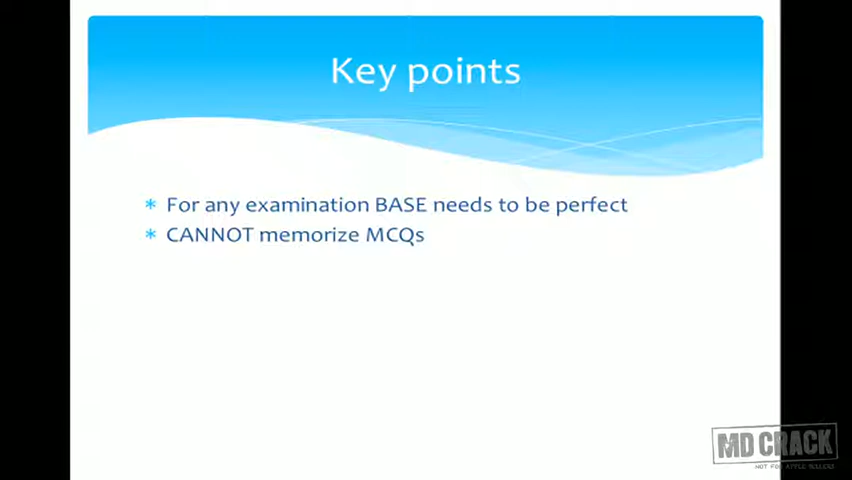 Key points
* For any examination BASE needs to be perfect
* CANNOT memorize MCQs
MD CRACK